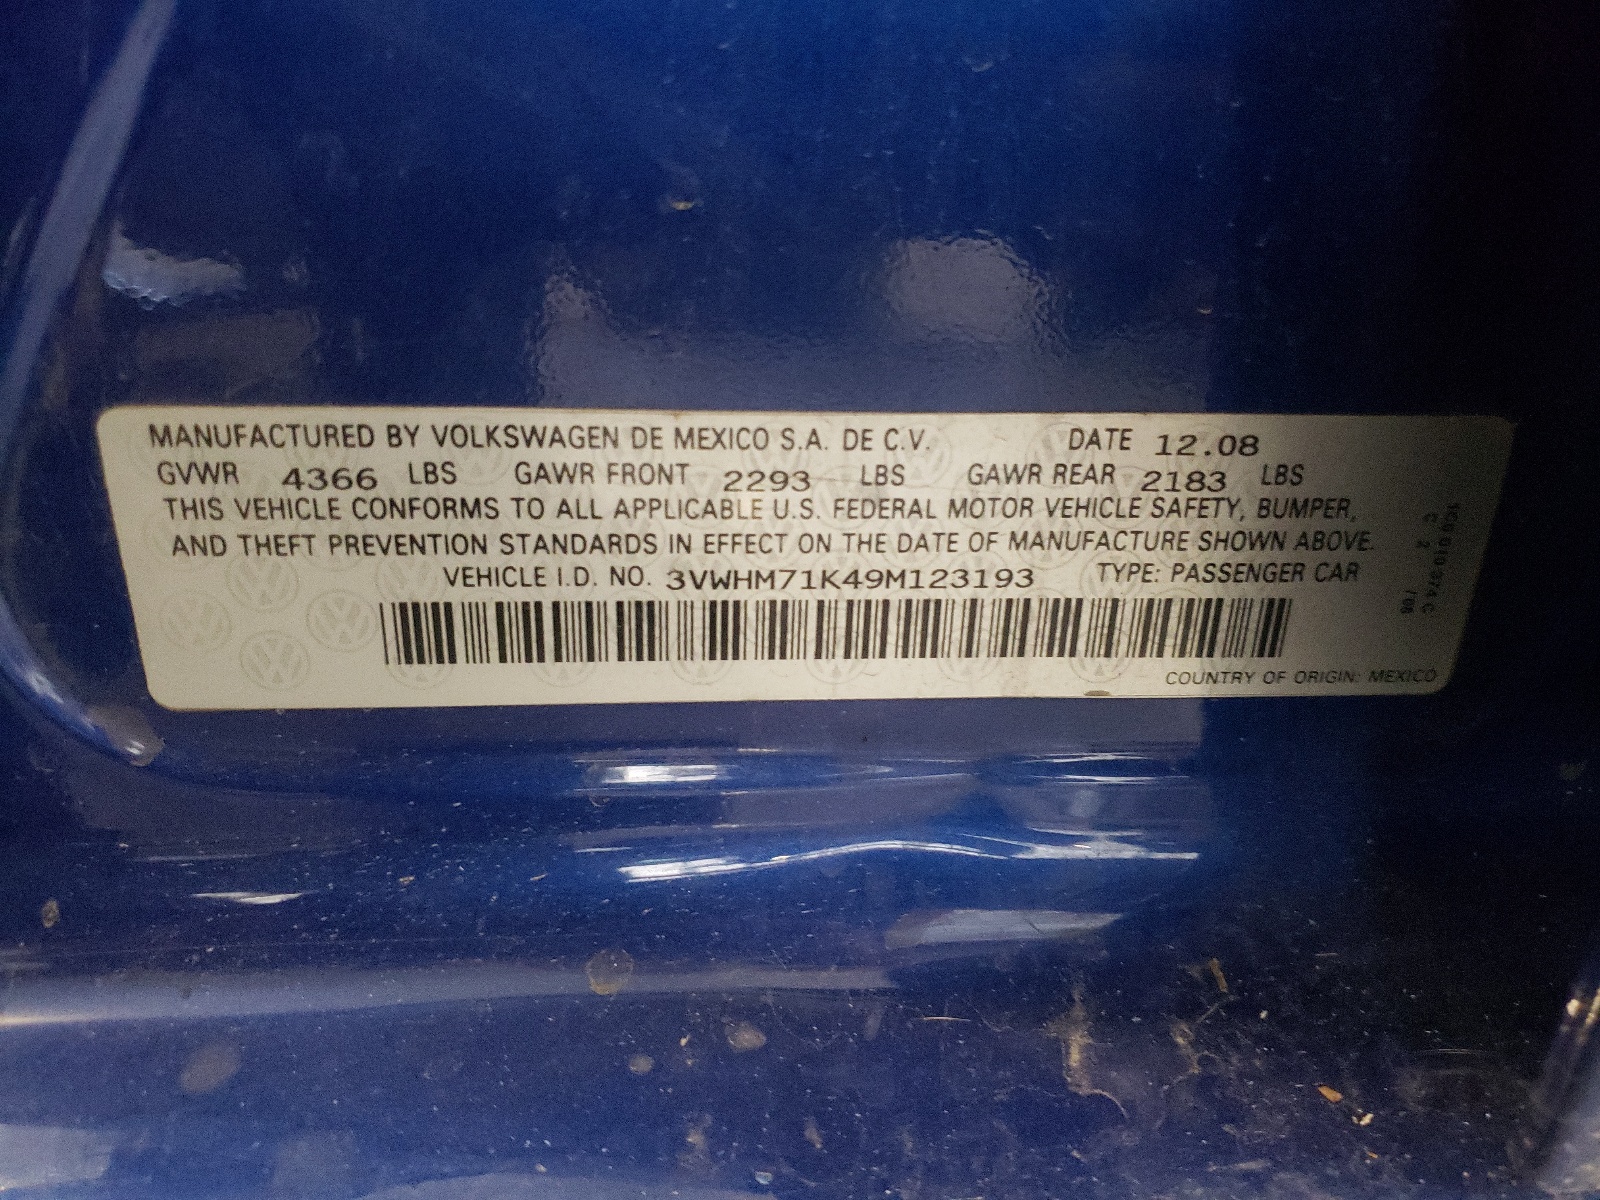 MANUFACTURED BY VOLKSWAGEN DE MEXICO S.A. DE C.V. DATE 12.08
GVWR 4366 LBS GAWR FRONT 2293 LBS GAWR REAR 2183 LBS
THIS VEHICLE CONFORMS TO ALL APPLICABLE U.S. FEDERAL MOTOR VEHICLE SAFETY, BUMPER,
AND THEFT PREVENTION STANDARDS IN EFFECT ON THE DATE OF MANUFACTURE SHOWN ABOVE.
VEHICLE I.D. NO. 3VWHM71K49M123193 TYPE: PASSENGER CAR
COUNTRY OF ORIGIN: MEXICO